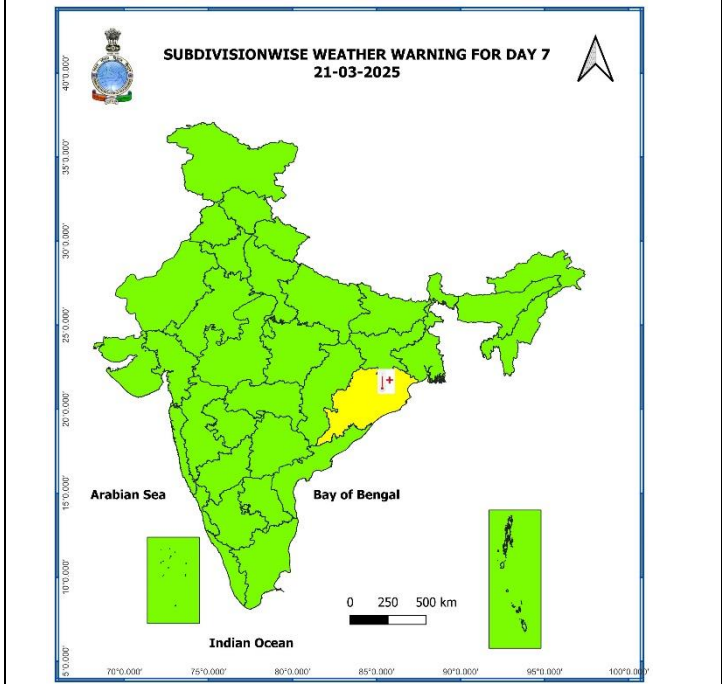 SUBDIVISIONWISE WEATHER WARNING FOR DAY 7
21-03-2025
40°0.000'
35°0.000'
30°0.000'
25°0.000'
20°0.000'
15°0.000'
10°0.000'
5°0.000'
Arabian Sea
Bay of Bengal
0 250 500 km
Indian Ocean
70°0.000' 75°0.000' 80°0.000' 85°0.000' 90°0.000' 95°0.000' 100°0.000'